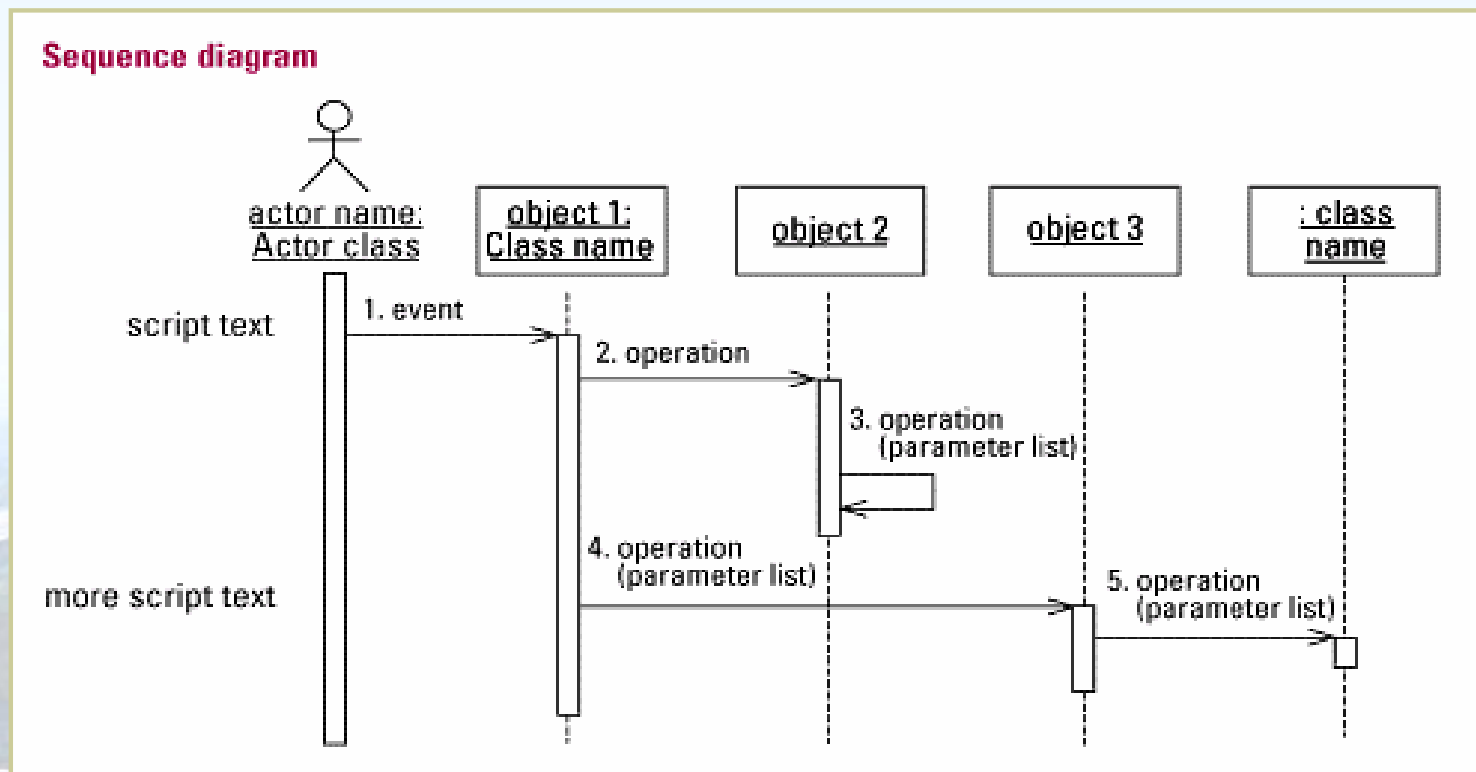 Sequence diagram
actor name:
Actor class
object 1:
Class name
object 2
object 3
: class
name
script text
1. event
2. operation
3. operation
(parameter list)
4. operation
(parameter list)
more script text
5. operation
(parameter list)